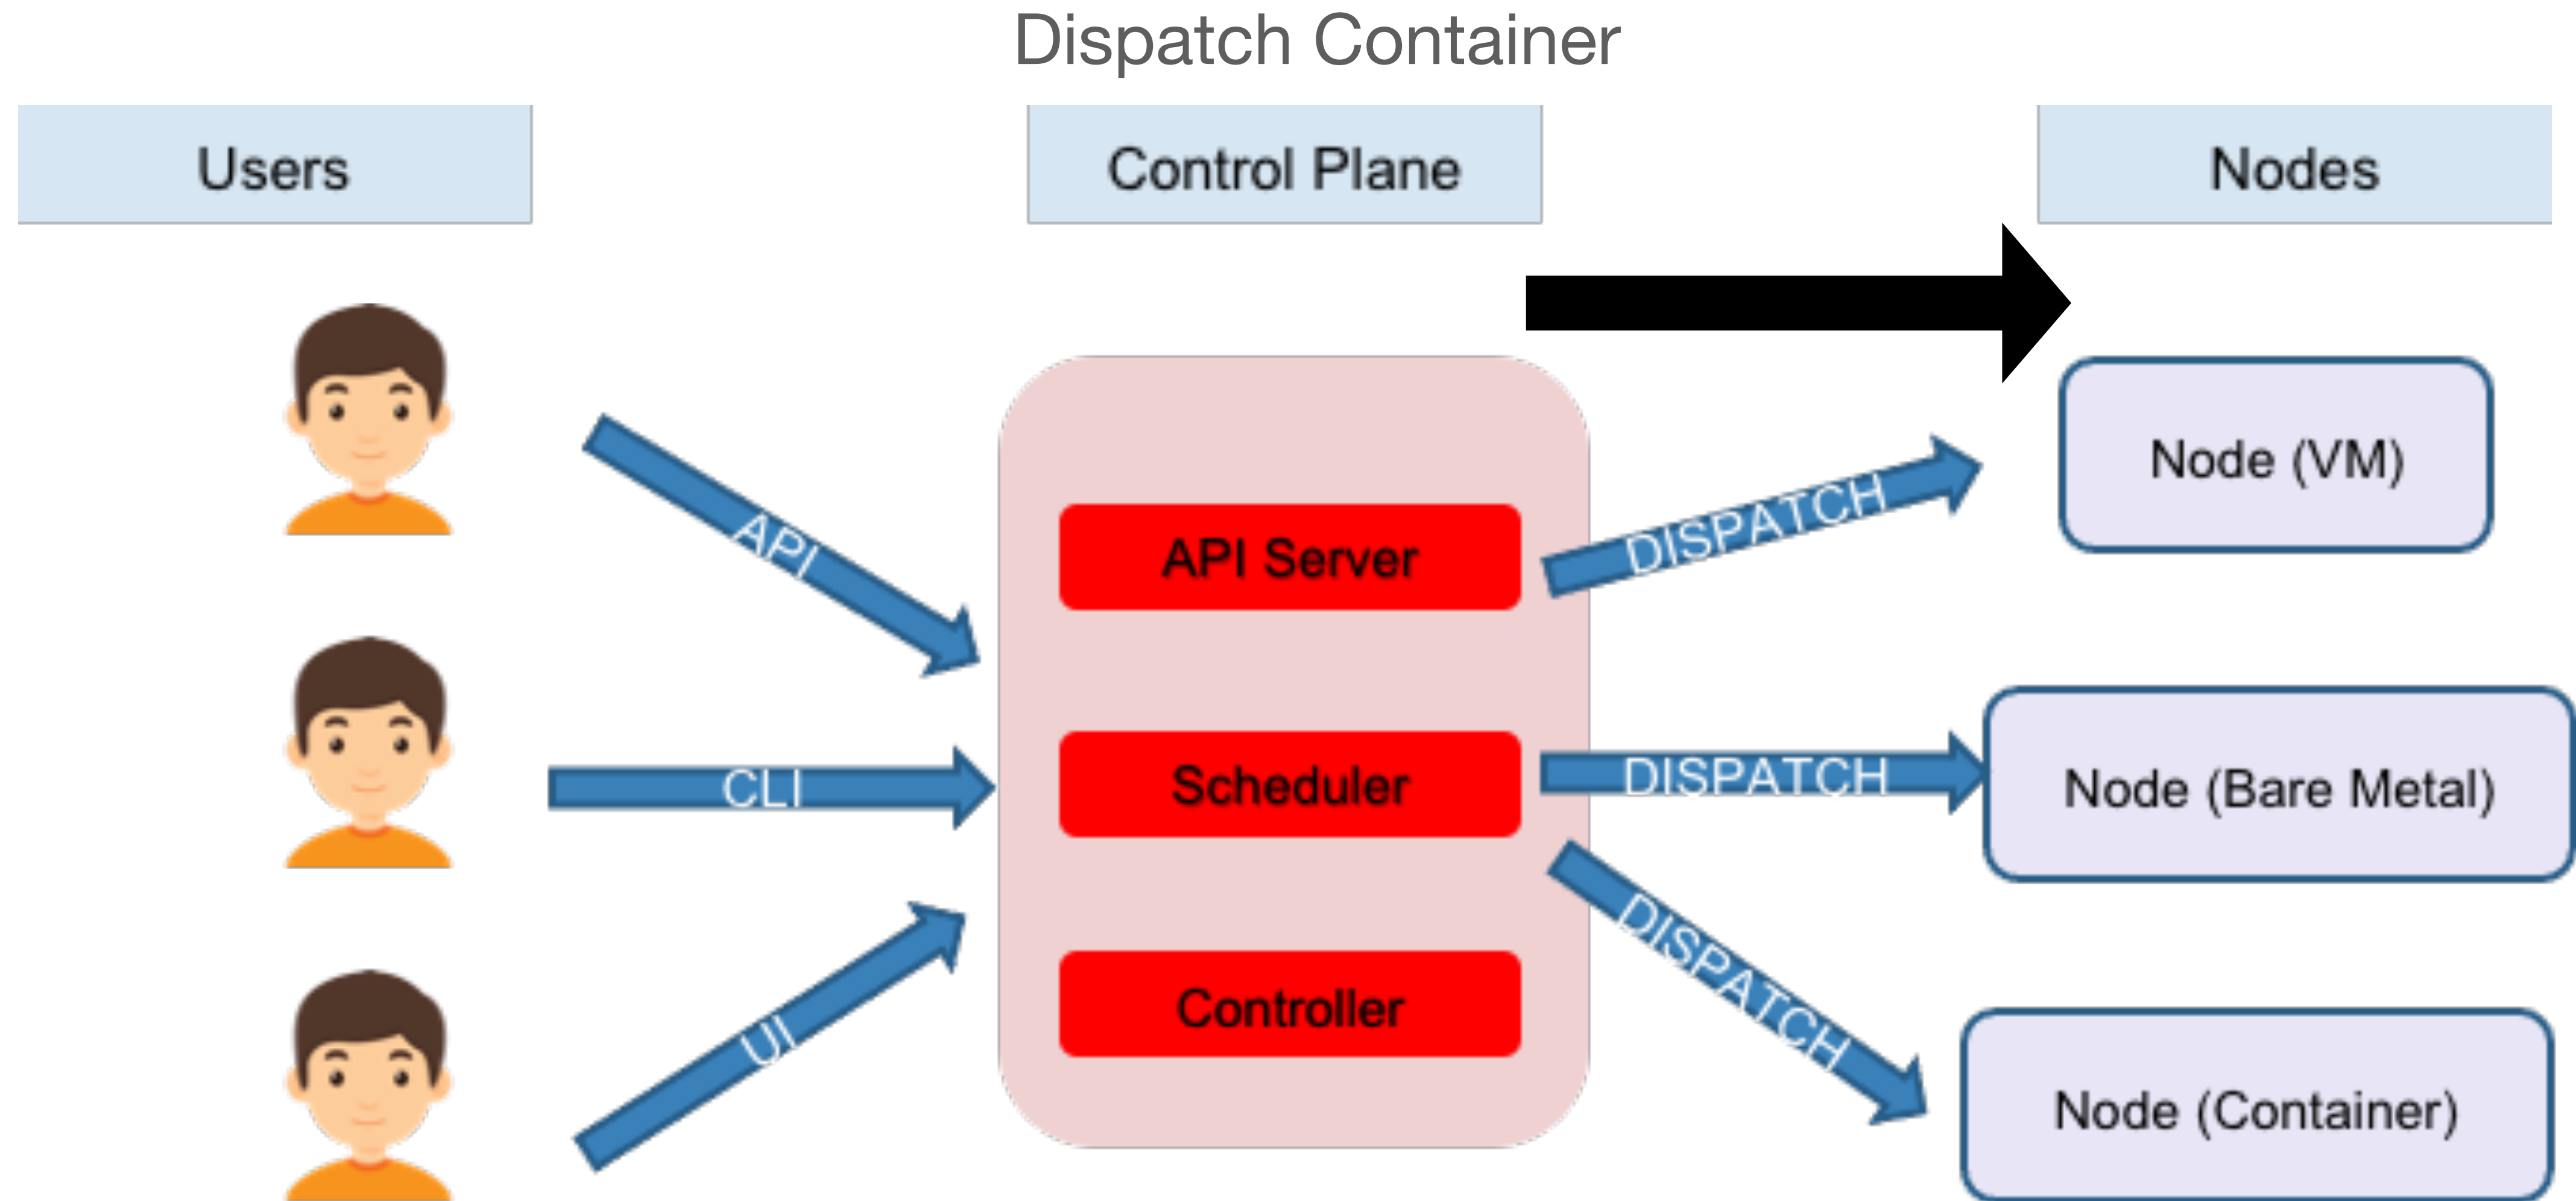 Dispatch Container
Users
Control Plane
Nodes
API
CLI
UI
API Server
Scheduler
Controller
DISPATCH
DISPATCH
DISPATCH
Node (VM)
Node (Bare Metal)
Node (Container)